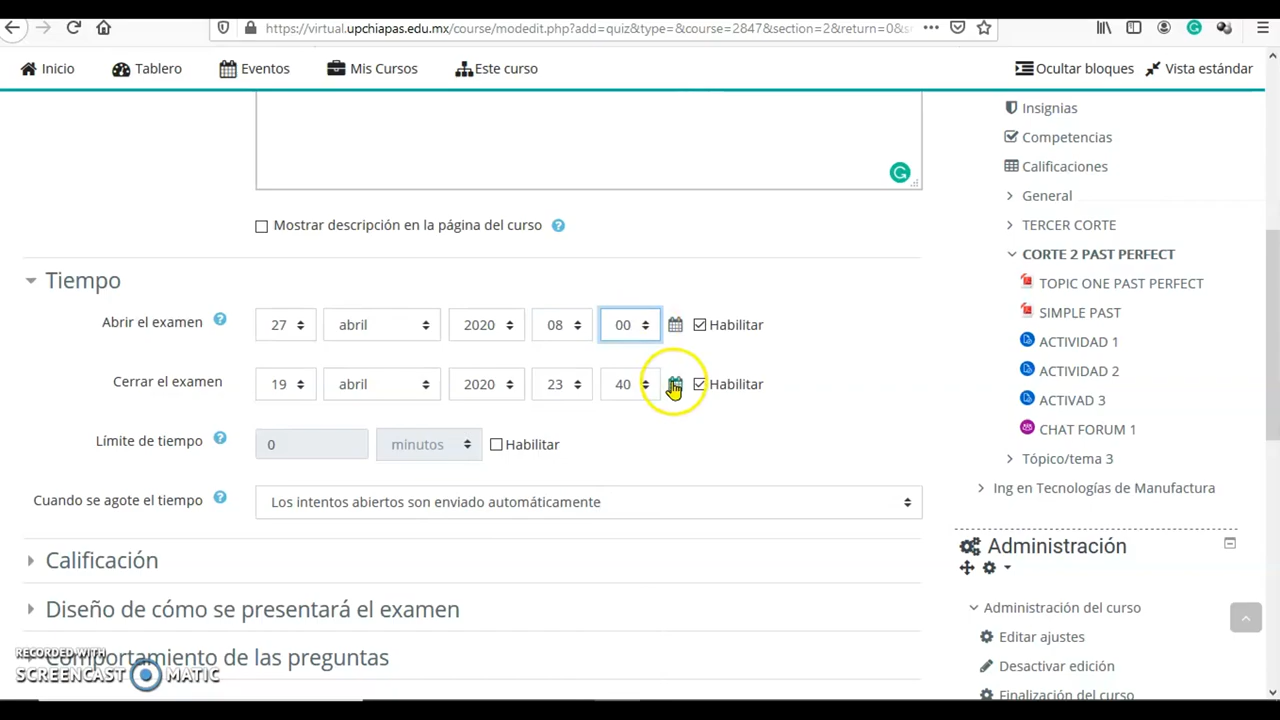 https://virtual.upchiapas.edu.mx/course/modedit.php?add=quiz&type=&course=2847&section=2&return=0&s
Inicio Tablero Eventos Mis Cursos Este curso Ocultar bloques Vista estándar
Mostrar descripción en la página del curso
Tiempo
Abrir el examen 27 abril 2020 08 00 Habilitar
Cerrar el examen 19 abril 2020 23 40 Habilitar
Límite de tiempo 0 minutos Habilitar
Cuando se agote el tiempo Los intentos abiertos son enviado automáticamente
Calificación
Diseño de cómo se presentará el examen
Comportamiento de las preguntas
RECORDED WITH
SCREENCAST MATIC
Insignias
Competencias
Calificaciones
General
TERCER CORTE
CORTE 2 PAST PERFECT
TOPIC ONE PAST PERFECT
SIMPLE PAST
ACTIVIDAD 1
ACTIVIDAD 2
ACTIVAD 3
CHAT FORUM 1
Tópico/tema 3
Ing en Tecnologías de Manufactura
Administración
Administración del curso
Editar ajustes
Desactivar edición
Finalización del curso